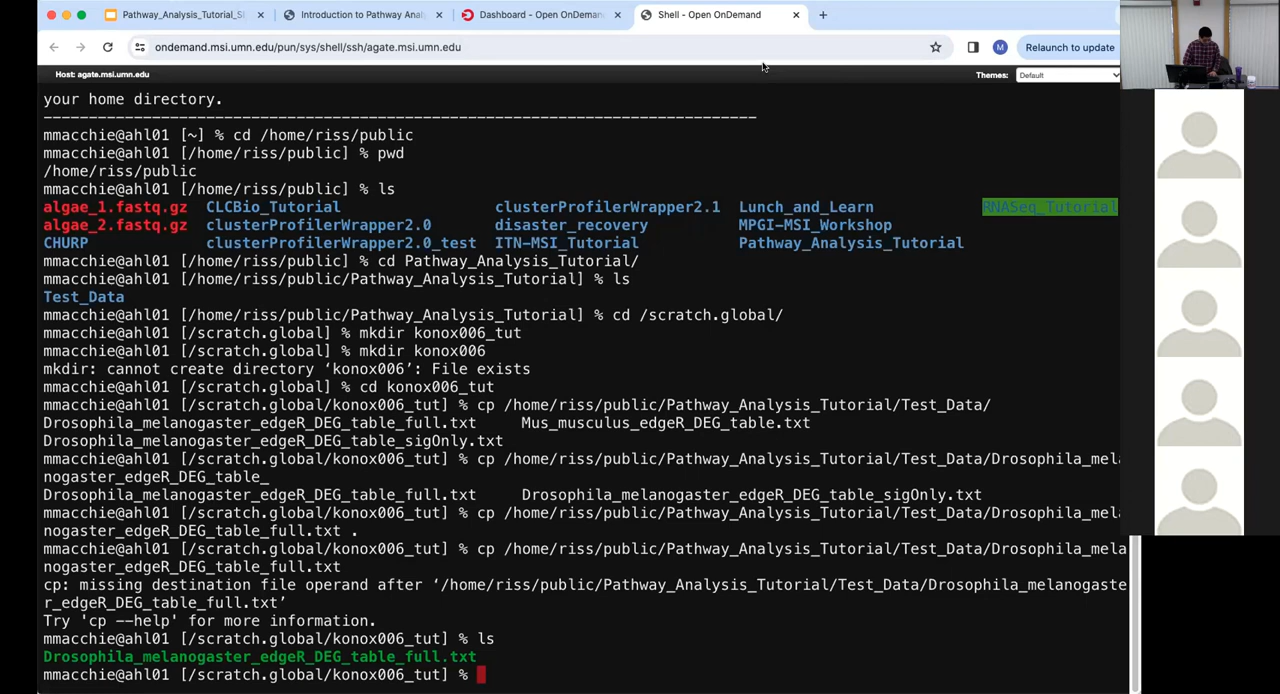 Pathway_Analysis_Tutorial_Sl
Introduction to Pathway Anal
Dashboard - Open OnDeman
Shell - Open OnDemand
ondemand.msi.umn.edu/pun/sys/shell/ssh/agate.msi.umn.edu
M
Relaunch to update
Host: agate.msi.umn.edu
Themes: Default
your home directory.
--------------------------------------------------------------------------------
mmacchie@ahl01 [~] % cd /home/riss/public
mmacchie@ahl01 [/home/riss/public] % pwd
/home/riss/public
mmacchie@ahl01 [/home/riss/public] % ls
algae_1.fastq.gz CLCBio_Tutorial clusterProfilerWrapper2.1 Lunch_and_Learn RNASeq_Tutorial
algae_2.fastq.gz clusterProfilerWrapper2.0 disaster_recovery MPGI-MSI_Workshop
CHURP clusterProfilerWrapper2.0_test ITN-MSI_Tutorial Pathway_Analysis_Tutorial
mmacchie@ahl01 [/home/riss/public] % cd Pathway_Analysis_Tutorial/
mmacchie@ahl01 [/home/riss/public/Pathway_Analysis_Tutorial] % ls
Test_Data
mmacchie@ahl01 [/home/riss/public/Pathway_Analysis_Tutorial] % cd /scratch.global/
mmacchie@ahl01 [/scratch.global] % mkdir konox006_tut
mmacchie@ahl01 [/scratch.global] % mkdir konox006
mkdir: cannot create directory ‘konox006’: File exists
mmacchie@ahl01 [/scratch.global] % cd konox006_tut
mmacchie@ahl01 [/scratch.global/konox006_tut] % cp /home/riss/public/Pathway_Analysis_Tutorial/Test_Data/
Drosophila_melanogaster_edgeR_DEG_table_full.txt Mus_musculus_edgeR_DEG_table.txt
Drosophila_melanogaster_edgeR_DEG_table_sigOnly.txt
mmacchie@ahl01 [/scratch.global/konox006_tut] % cp /home/riss/public/Pathway_Analysis_Tutorial/Test_Data/Drosophila_mela
nogaster_edgeR_DEG_table_
Drosophila_melanogaster_edgeR_DEG_table_full.txt Drosophila_melanogaster_edgeR_DEG_table_sigOnly.txt
mmacchie@ahl01 [/scratch.global/konox006_tut] % cp /home/riss/public/Pathway_Analysis_Tutorial/Test_Data/Drosophila_mela
nogaster_edgeR_DEG_table_full.txt .
mmacchie@ahl01 [/scratch.global/konox006_tut] % cp /home/riss/public/Pathway_Analysis_Tutorial/Test_Data/Drosophila_mela
nogaster_edgeR_DEG_table_full.txt
cp: missing destination file operand after ‘/home/riss/public/Pathway_Analysis_Tutorial/Test_Data/Drosophila_melanogaste
r_edgeR_DEG_table_full.txt’
Try 'cp --help' for more information.
mmacchie@ahl01 [/scratch.global/konox006_tut] % ls
Drosophila_melanogaster_edgeR_DEG_table_full.txt
mmacchie@ahl01 [/scratch.global/konox006_tut] %